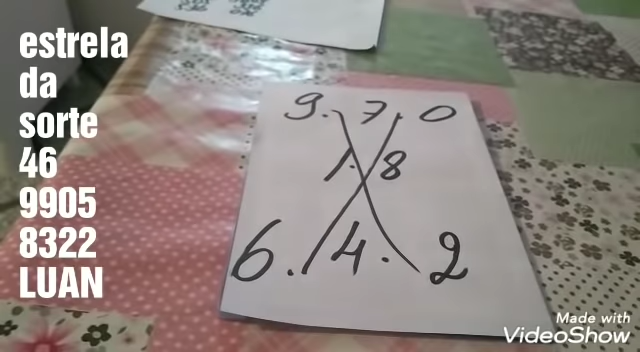 estrela
da
sorte
46
9905
8322
LUAN
9. 7. 0
1. 8
6. 4. 2
Made with
VideoShow